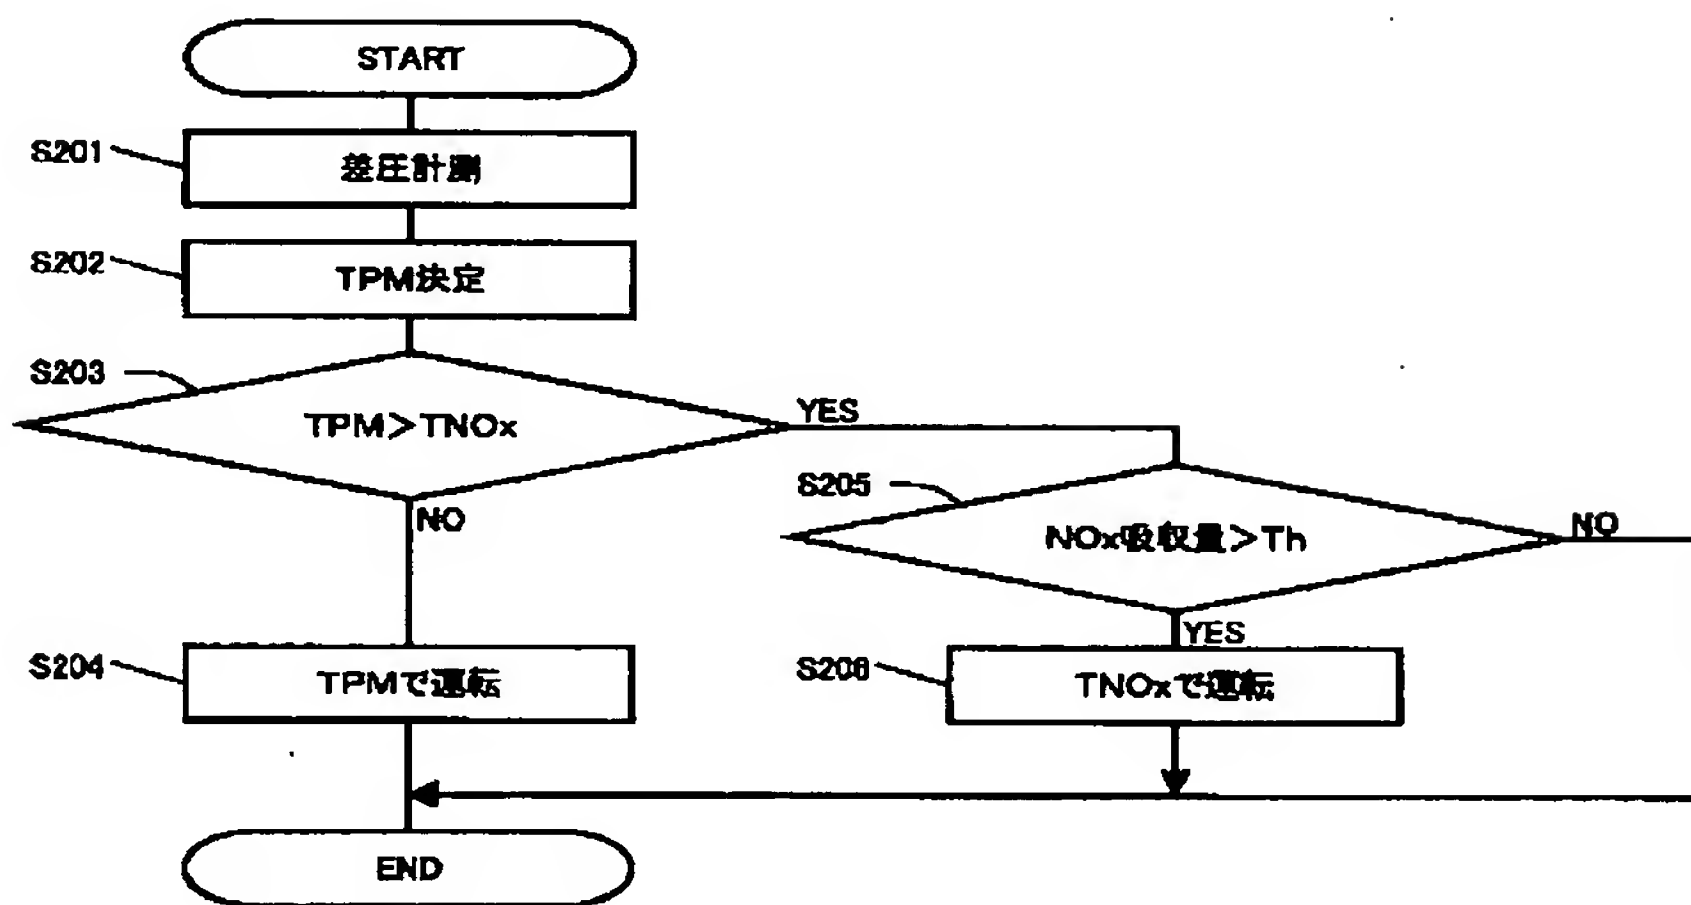 START
S201
差圧計測
S202
TPM決定
S203
TPM>TNOx
YES
NO
S205
NOx吸収量>Th
NO
YES
S204
TPMで運転
S206
TNOxで運転
END